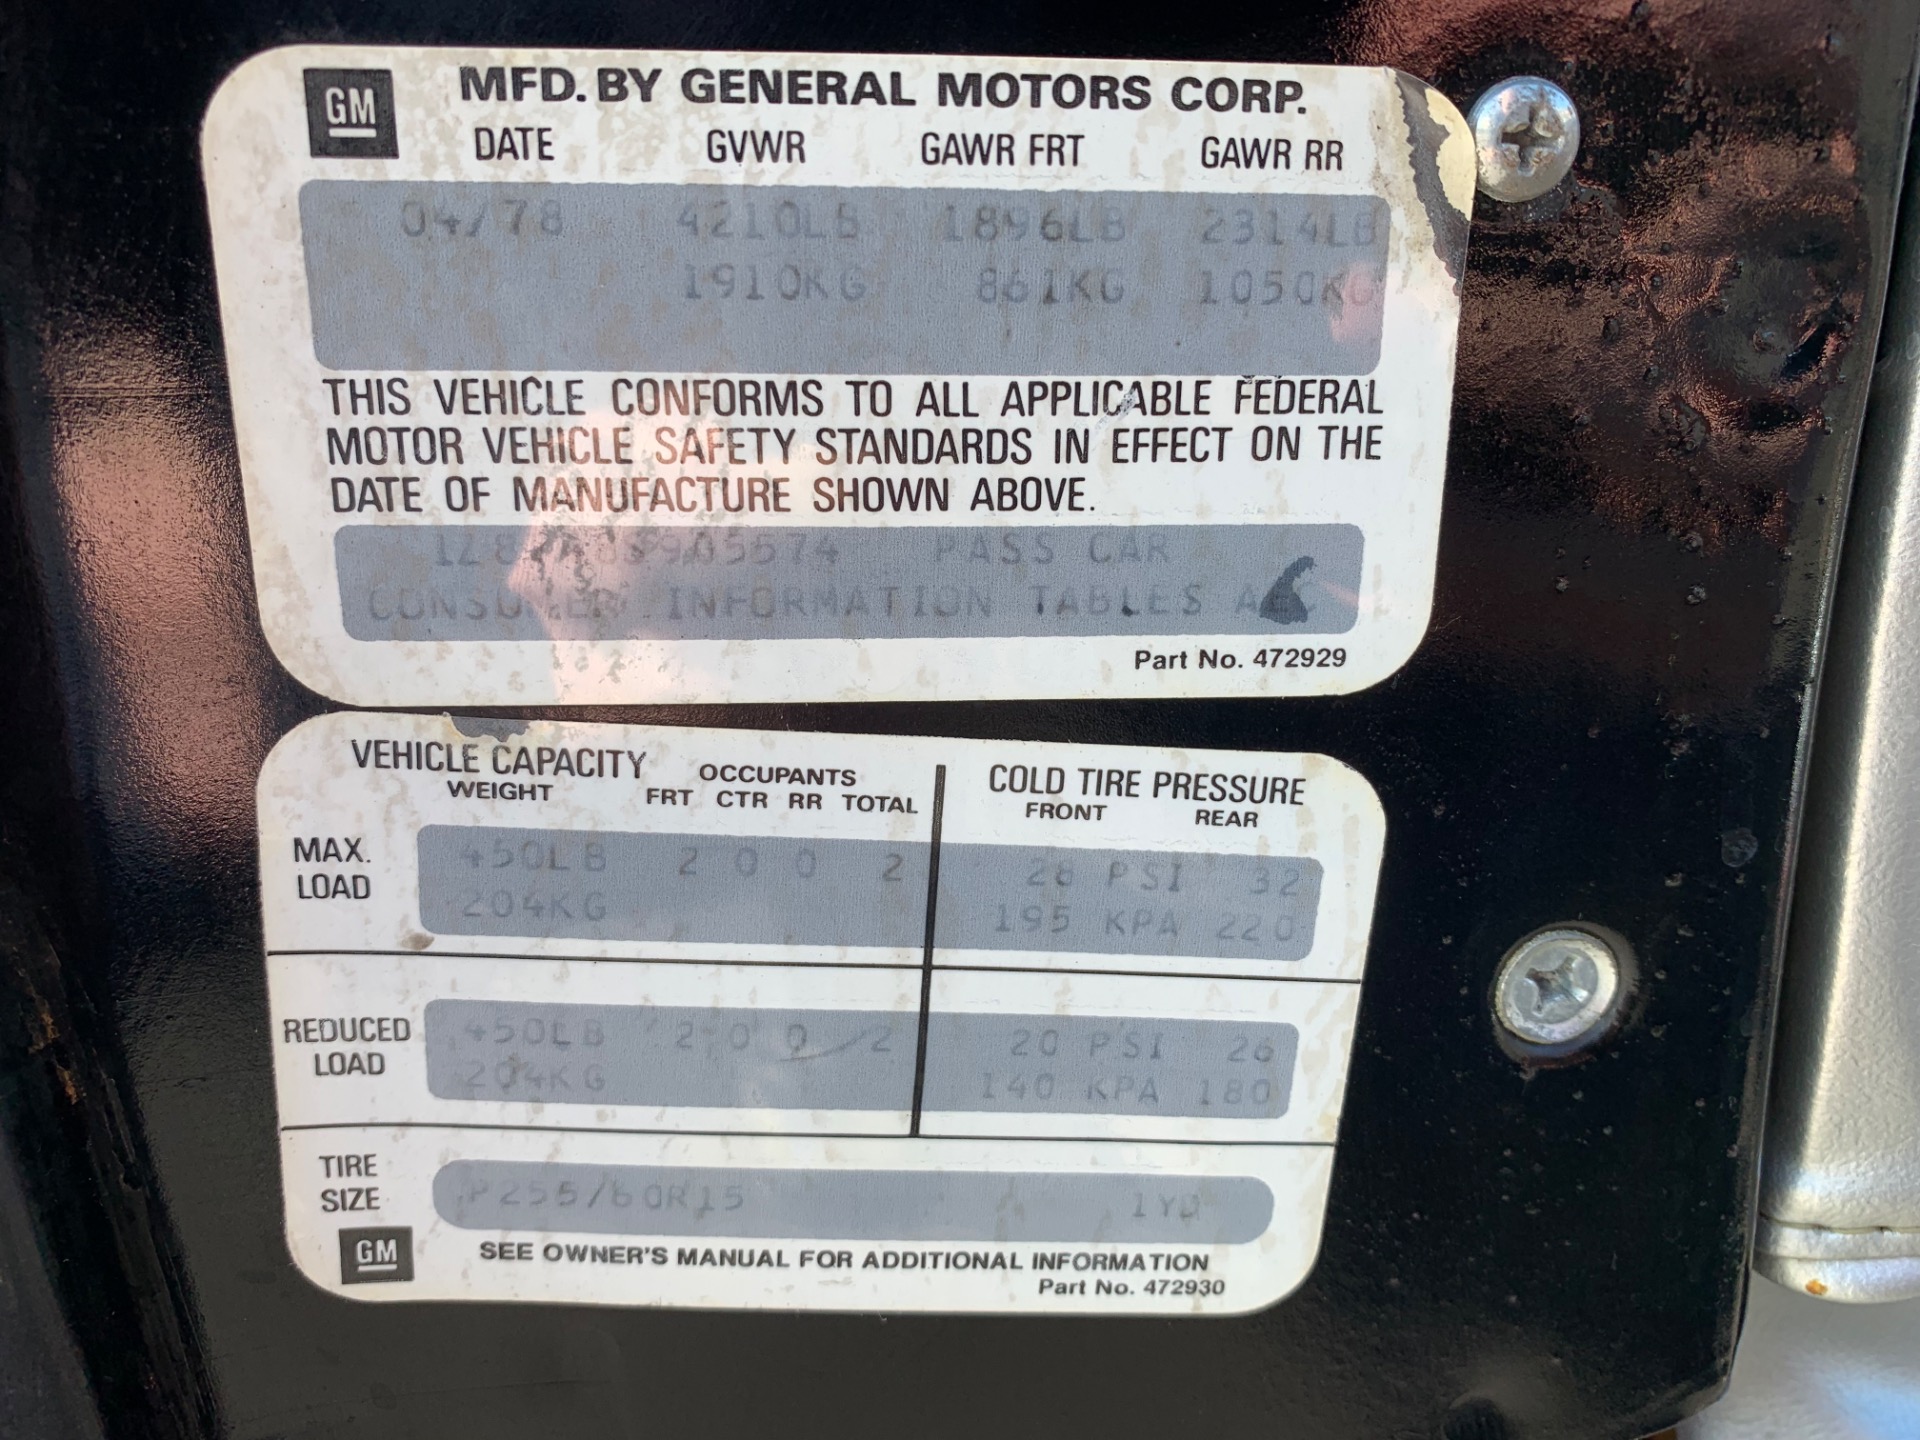 GM
MFD. BY GENERAL MOTORS CORP.
DATE GVWR GAWR FRT GAWR RR
04/78 4210LB 1896LB 2314LB
1910KG 861KG 1050KG
THIS VEHICLE CONFORMS TO ALL APPLICABLE FEDERAL
MOTOR VEHICLE SAFETY STANDARDS IN EFFECT ON THE
DATE OF MANUFACTURE SHOWN ABOVE.
PASS CAR
CONSUMER INFORMATION TABLES
Part No. 472929
VEHICLE CAPACITY
WEIGHT
OCCUPANTS
FRT CTR RR TOTAL
COLD TIRE PRESSURE
FRONT REAR
MAX. LOAD
450LB 2 0 0 2 28 PSI 32
204KG 195 KPA 220
REDUCED LOAD
450LB 2 0 0 2 20 PSI 26
204KG 140 KPA 180
TIRE SIZE
P255/60R15 1YD
GM
SEE OWNER'S MANUAL FOR ADDITIONAL INFORMATION
Part No. 472930